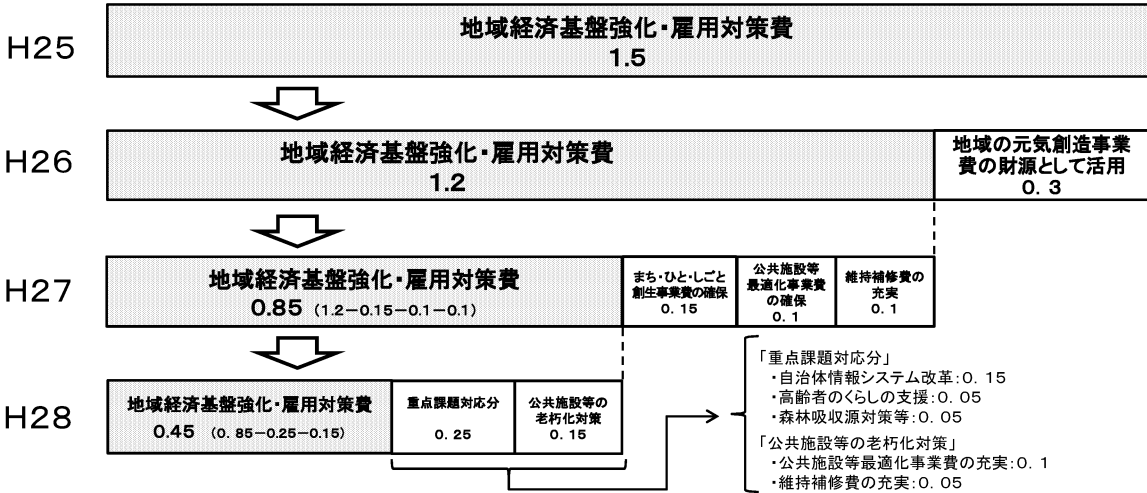 H25
地域経済基盤強化・雇用対策費
1.5
H26
地域経済基盤強化・雇用対策費
1.2
地域の元気創造事業
費の財源として活用
０．３
H27
地域経済基盤強化・雇用対策費
0.85 （1.2－0.15－0.1－0.1）
まち・ひと・しごと
創生事業費の確保
０．15
公共施設等
最適化事業費
の確保
０．１
維持補修費の
充実
０．１
H28
地域経済基盤強化・雇用対策費
0.45 （０．85－0.25－0.15）
重点課題対応分
０．25
公共施設等の
老朽化対策
０．15
「重点課題対応分」
・自治体情報システム改革：０．１５
・高齢者のくらしの支援：０．０５
・森林吸収源対策等：０．０５
「公共施設等の老朽化対策」
・公共施設等最適化事業費の充実：０．１
・維持補修費の充実：０．０５